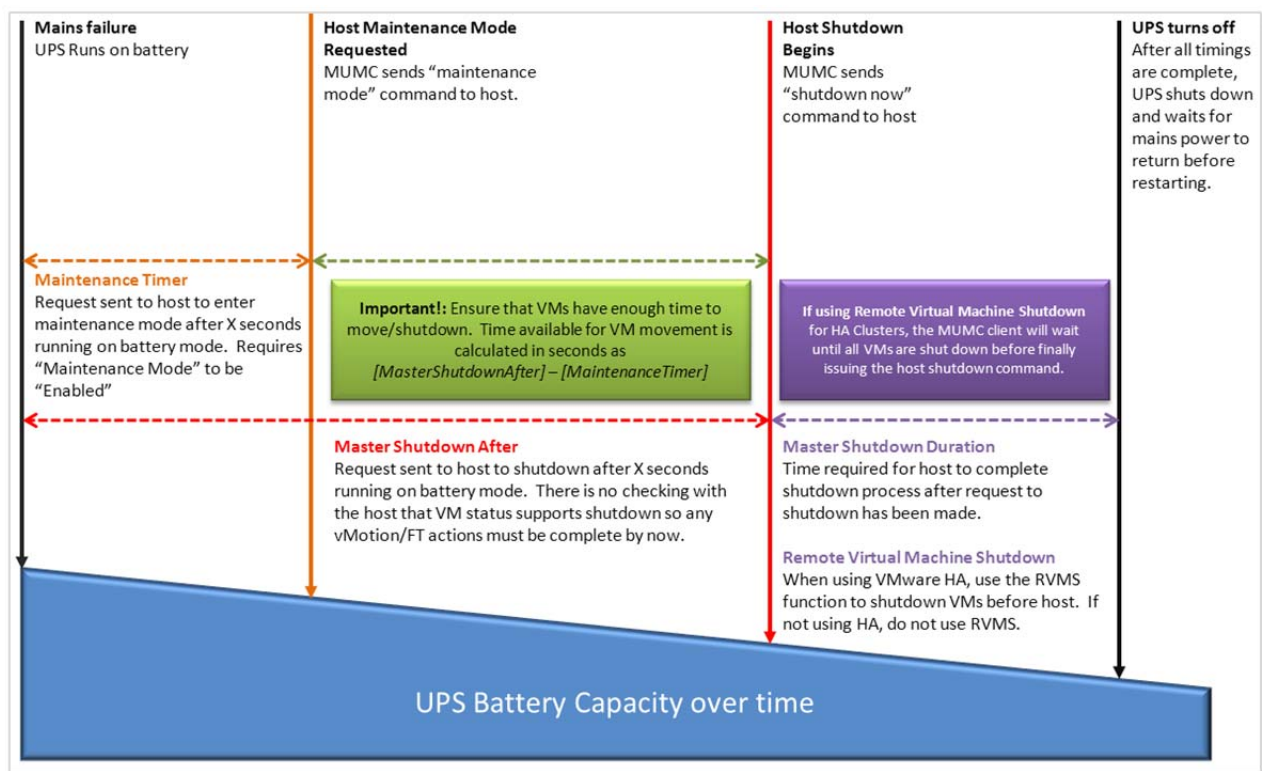 Mains failure
UPS Runs on battery
Host Maintenance Mode
Requested
MUMC sends “maintenance
mode” command to host.
Host Shutdown
Begins
MUMC sends
“shutdown now”
command to host
UPS turns off
After all timings
are complete,
UPS shuts down
and waits for
mains power to
return before
restarting.
Maintenance Timer
Request sent to host to enter
maintenance mode after X seconds
running on battery mode.  Requires
“Maintenance Mode” to be
“Enabled”
Important!: Ensure that VMs have enough time to
move/shutdown.  Time available for VM movement is
calculated in seconds as
[MasterShutdownAfter] – [MaintenanceTimer]
If using Remote Virtual Machine Shutdown
for HA Clusters, the MUMC client will wait
until all VMs are shut down before finally
issuing the host shutdown command.
Master Shutdown After
Request sent to host to shutdown after X seconds
running on battery mode.  There is no checking with
the host that VM status supports shutdown so any
vMotion/FT actions must be complete by now.
Master Shutdown Duration
Time required for host to complete
shutdown process after request to
shutdown has been made.
Remote Virtual Machine Shutdown
When using VMware HA, use the RVMS
function to shutdown VMs before host.  If
not using HA, do not use RVMS.
UPS Battery Capacity over time